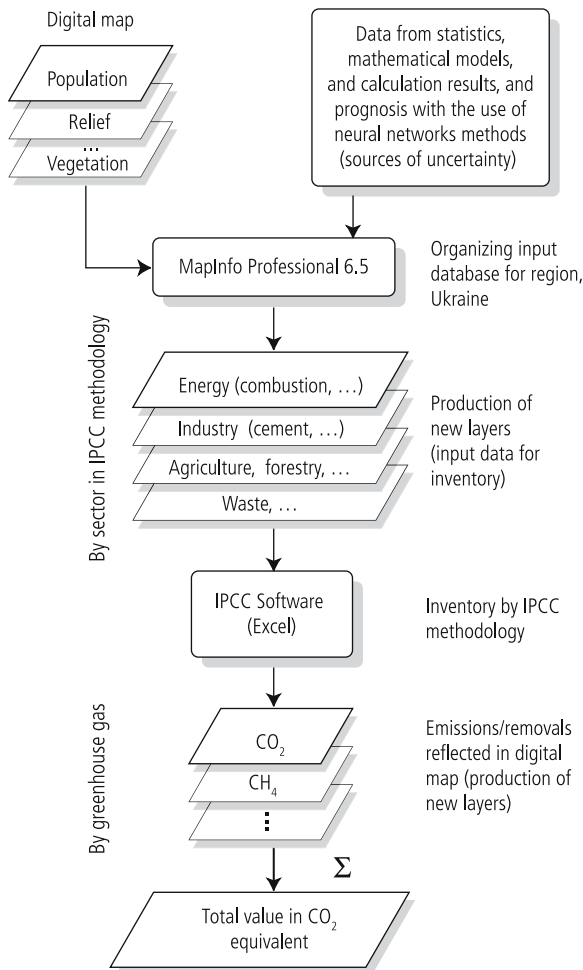 Digital map
Population
Relief
...
Vegetation
Data from statistics,
mathematical models,
and calculation results, and
prognosis with the use of
neural networks methods
(sources of uncertainty)
MapInfo Professional 6.5
Organizing input
database for region,
Ukraine
By sector in IPCC methodology
Energy (combustion, …)
Industry (cement, …)
Agriculture, forestry, …
Waste, …
Production of
new layers
(input data for
inventory)
IPCC Software
(Excel)
Inventory by IPCC
methodology
By greenhouse gas
CO₂
CH₄
⋮
Emissions/removals
reflected in digital
map (production of
new layers)
Σ
Total value in CO₂
equivalent